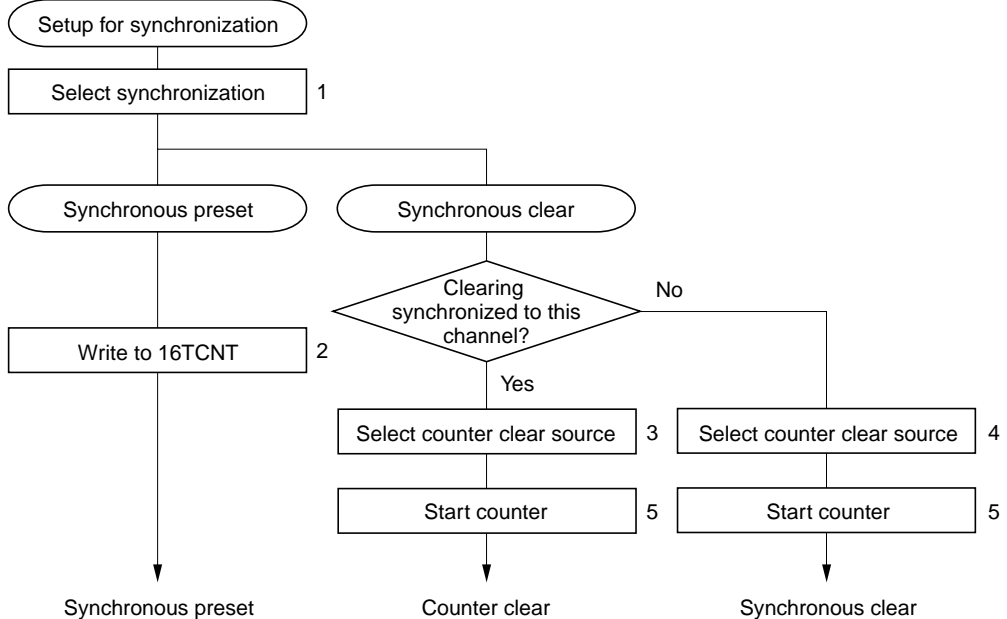 Setup for synchronization
Select synchronization 1
Synchronous preset
Synchronous clear
Clearing
synchronized to this
channel?
No
Write to 16TCNT 2
Yes
Select counter clear source 3
Select counter clear source 4
Start counter 5
Start counter 5
Synchronous preset
Counter clear
Synchronous clear